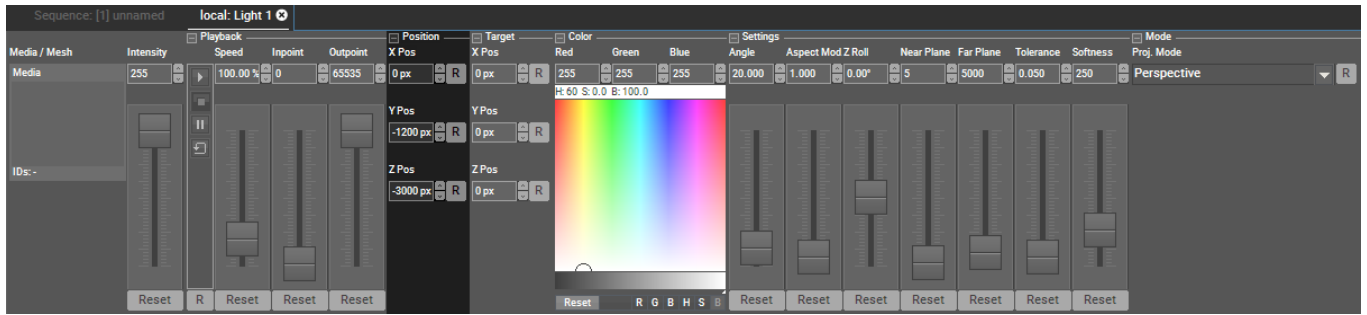 Sequence: [1] unnamed local: Light 1
Playback Position Target Color Settings Mode
Media / Mesh Intensity Speed Inpoint Outpoint X Pos X Pos Red Green Blue Angle Aspect Mod Z Roll Near Plane Far Plane Tolerance Softness Proj. Mode
Media 255 100.00 % 0 65535 0 px R 0 px R 255 255 255 20.000 1.000 0.00° 5 5000 0.050 250 Perspective R
H: 60 S: 0.0 B: 100.0
Y Pos Y Pos
-1200 px R 0 px R
IDs: - Z Pos Z Pos
-3000 px R 0 px R
Reset R Reset Reset Reset Reset R G B H S B Reset Reset Reset Reset Reset Reset Reset